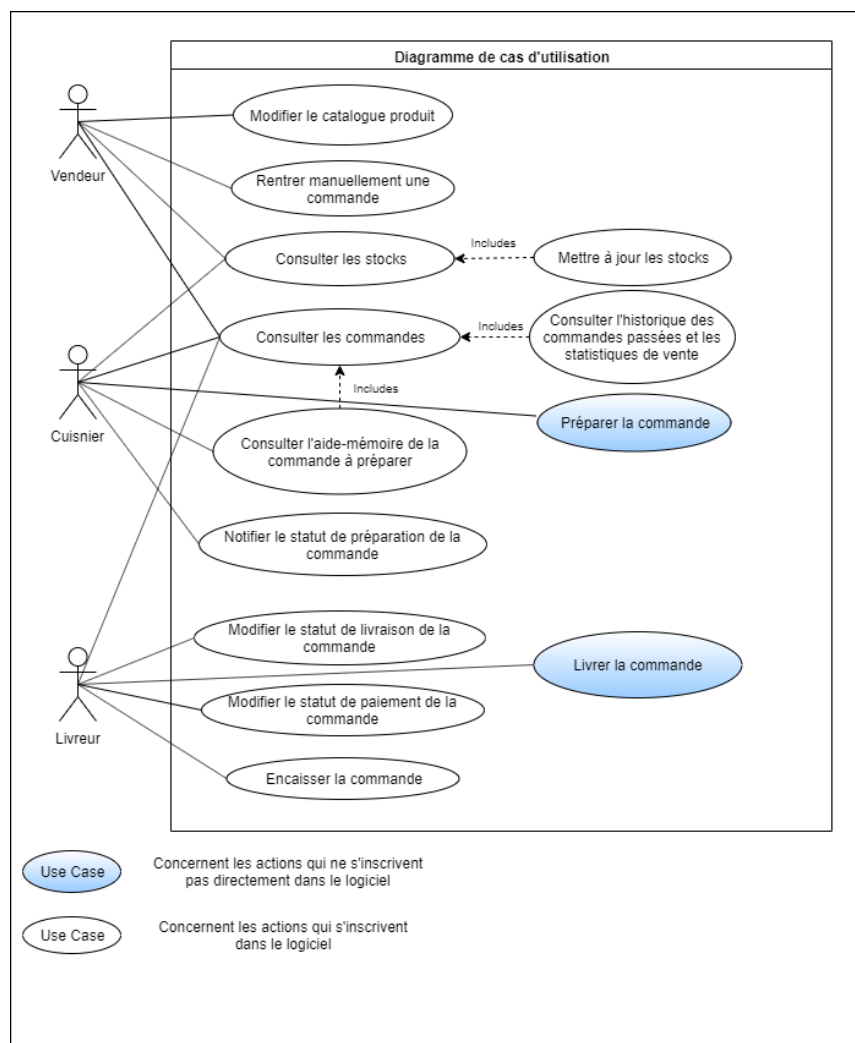 Diagramme de cas d'utilisation
Modifier le catalogue produit
Vendeur
Rentrer manuellement une
commande
Includes
Consulter les stocks
Mettre à jour les stocks
Consulter les commandes
Includes
Consulter l'historique des
commandes passées et les
statistiques de vente
Includes
Cuisnier
Préparer la commande
Consulter l'aide-mémoire de la
commande à préparer
Notifier le statut de préparation de la
commande
Modifier le statut de livraison de la
commande
Livrer la commande
Modifier le statut de paiement de la
commande
Livreur
Encaisser la commande
Use Case
Concernent les actions qui ne s'inscrivent
pas directement dans le logiciel
Use Case
Concernent les actions qui s'inscrivent
dans le logiciel